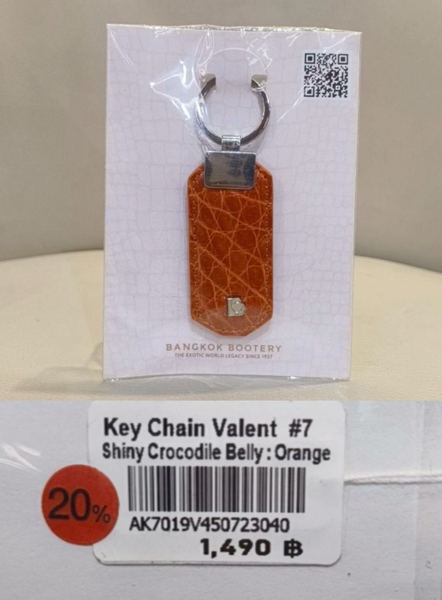 BANGKOK BOOTERY
THE EXOTIC WORLD LEGACY SINCE 1937
Key Chain Valent #7
Shiny Crocodile Belly : Orange
20%
AK7019V450723040
1,490 ฿